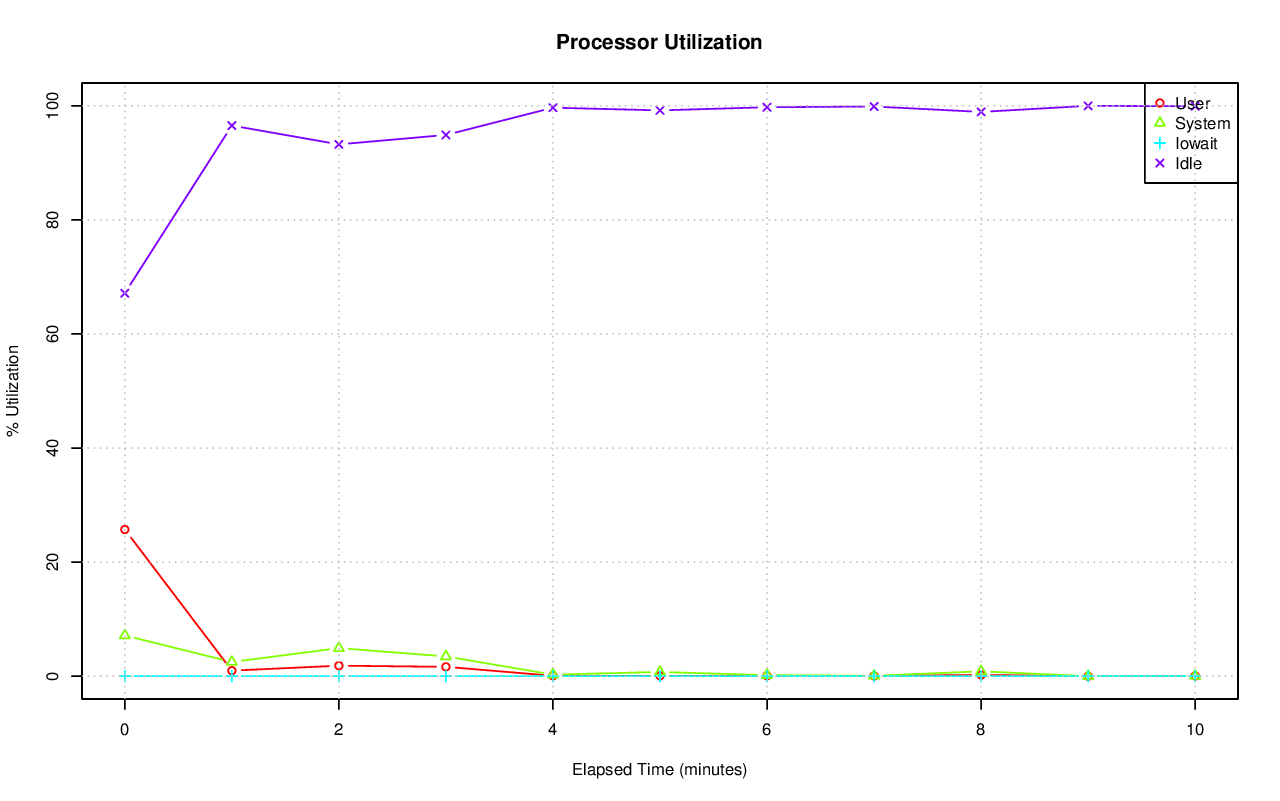 Processor Utilization
100
80
60
40
20
0
% Utilization
User
System
Iowait
Idle
0 2 4 6 8 10
Elapsed Time (minutes)